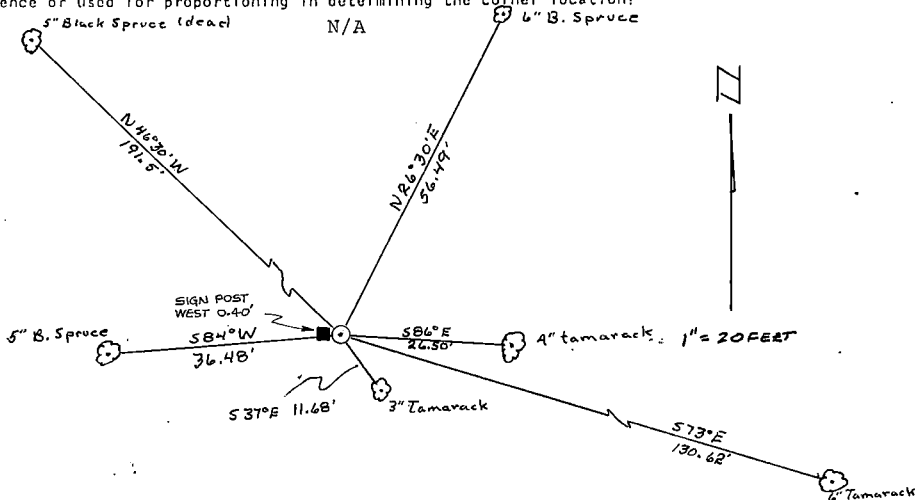 ence or used for proportioning in determining the corner location:
5" Black Spruce (dead)
N/A
6" B. Spruce
N
N 46°30' W
191.5'
N 26°30' E
56.49'
SIGN POST
WEST 0.40'
5" B. Spruce
S84°W
36.48'
S86°E
26.50'
4" tamarack
1" = 20 FEET
S 37°E 11.68'
3" Tamarack
S73°E
130.62'
6" Tamarack